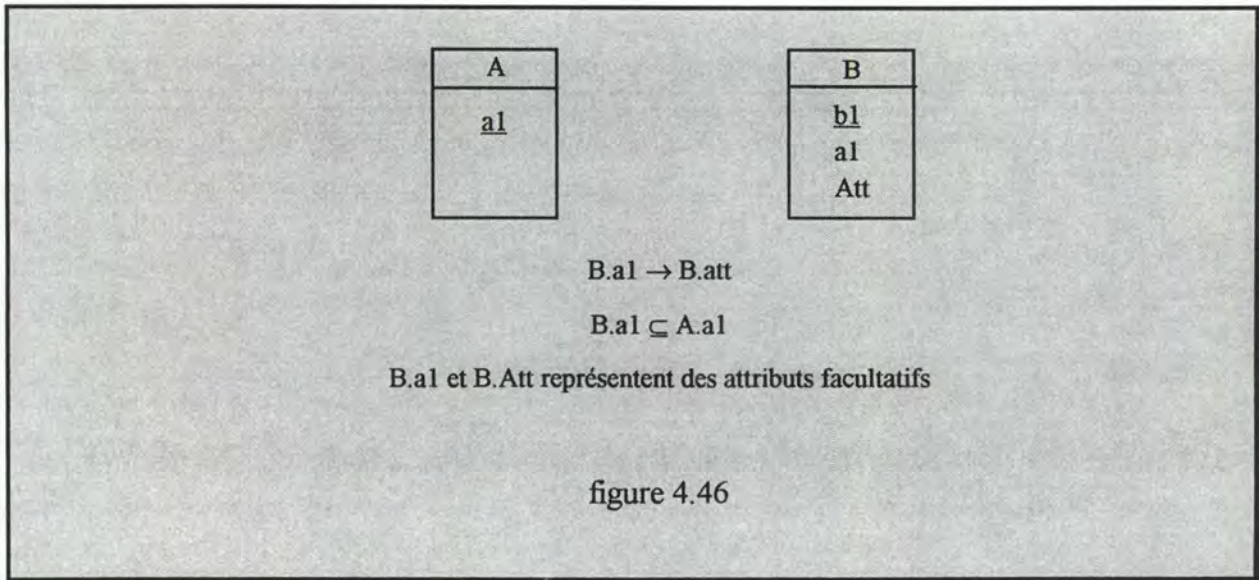 A
a1
B
b1
a1
Att
B.a1 → B.att
B.a1 ⊆ A.a1
B.a1 et B.Att représentent des attributs facultatifs
figure 4.46